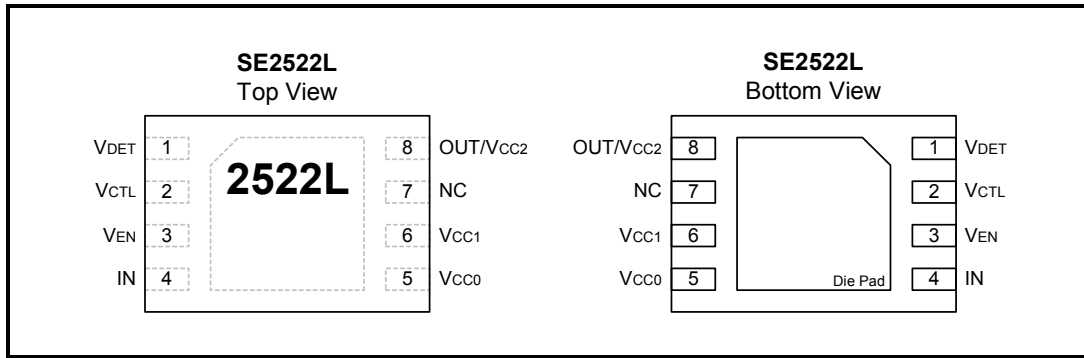 SE2522L
Top View
VDET 1
8 OUT/VCC2
2522L
VCTL 2
7 NC
VEN 3
6 VCC1
IN 4
5 VCC0
SE2522L
Bottom View
OUT/VCC2 8
1 VDET
NC 7
2 VCTL
VCC1 6
3 VEN
VCC0 5
Die Pad
4 IN